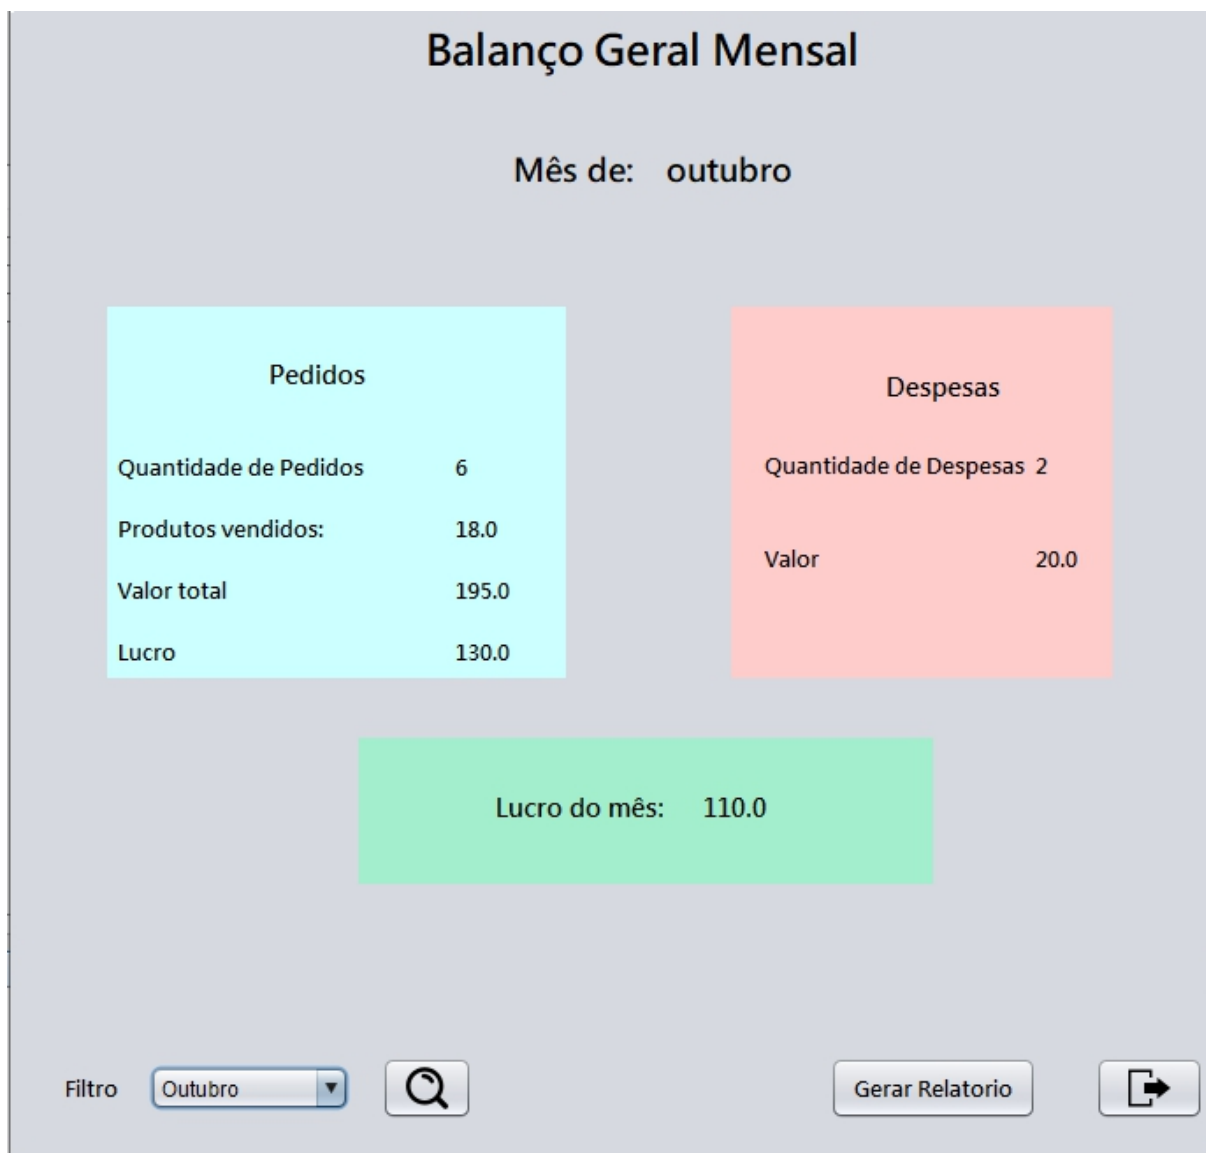 Balanço Geral Mensal
Mês de: outubro
Pedidos
Quantidade de Pedidos 6
Produtos vendidos: 18.0
Valor total 195.0
Lucro 130.0
Despesas
Quantidade de Despesas 2
Valor 20.0
Lucro do mês: 110.0
Filtro Outubro Gerar Relatorio